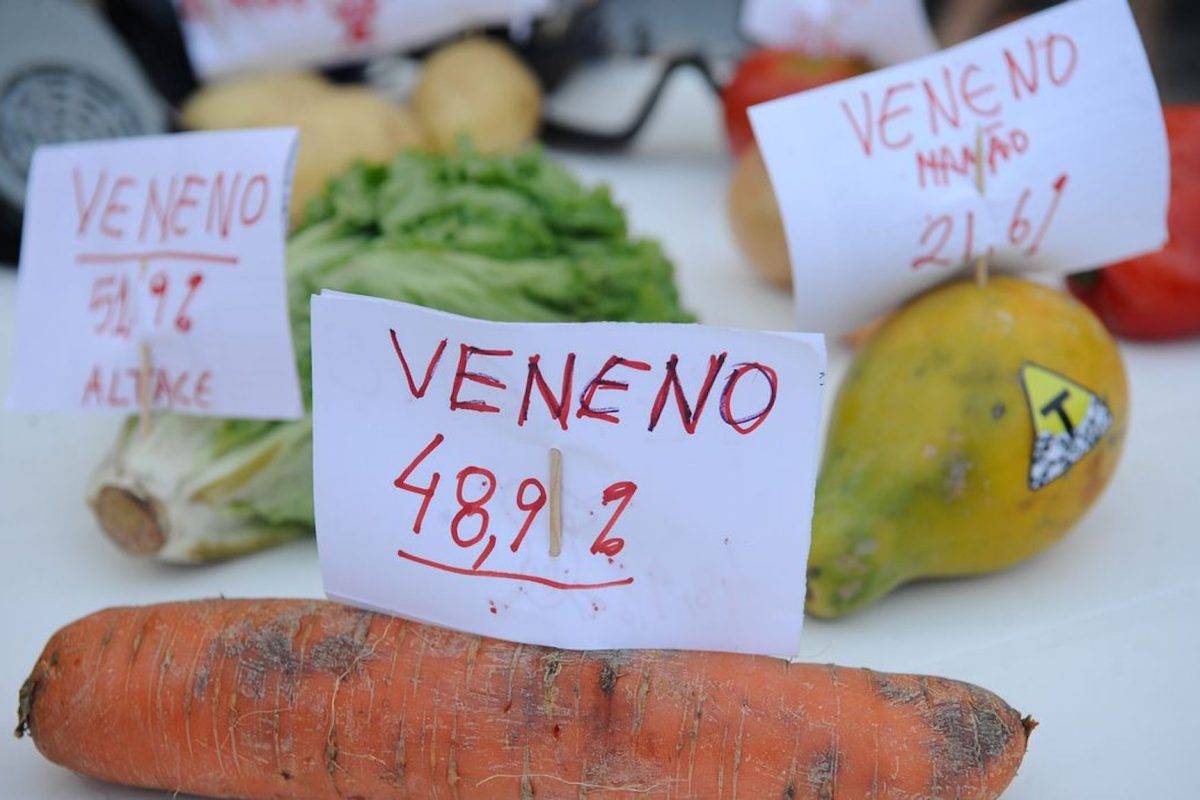 VENENO
51,9%
ALFACE
VENENO
48,9%
VENENO
MAMÃO
21,6%
T